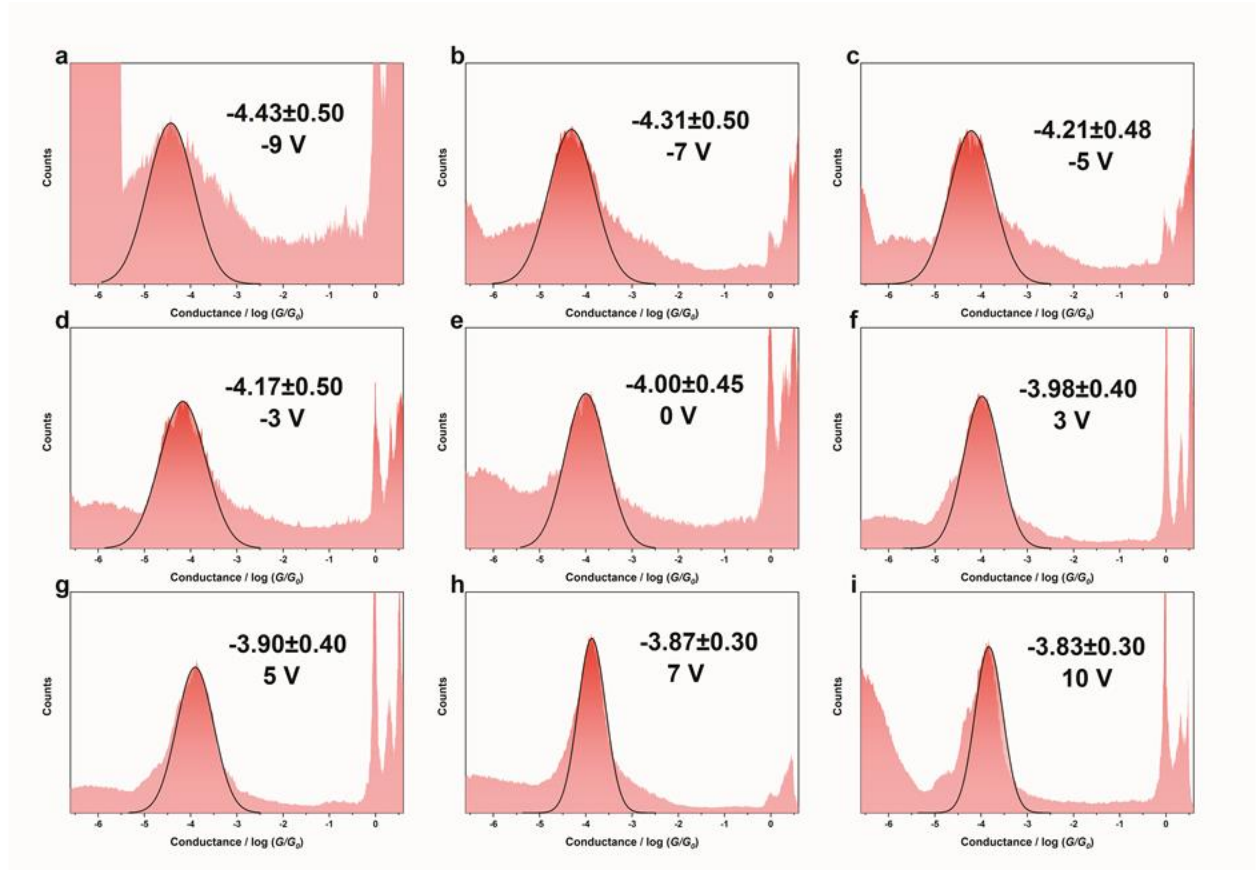 a
-4.43±0.50
-9 V
Counts
-6 -5 -4 -3 -2 -1 0
Conductance / log (G/G0)
b
-4.31±0.50
-7 V
Counts
-6 -5 -4 -3 -2 -1 0
Conductance / log (G/G0)
c
-4.21±0.48
-5 V
Counts
-6 -5 -4 -3 -2 -1 0
Conductance / log (G/G0)
d
-4.17±0.50
-3 V
Counts
-6 -5 -4 -3 -2 -1 0
Conductance / log (G/G0)
e
-4.00±0.45
0 V
Counts
-6 -5 -4 -3 -2 -1 0
Conductance / log (G/G0)
f
-3.98±0.40
3 V
Counts
-6 -5 -4 -3 -2 -1 0
Conductance / log (G/G0)
g
-3.90±0.40
5 V
Counts
-6 -5 -4 -3 -2 -1 0
Conductance / log (G/G0)
h
-3.87±0.30
7 V
Counts
-6 -5 -4 -3 -2 -1 0
Conductance / log (G/G0)
i
-3.83±0.30
10 V
Counts
-6 -5 -4 -3 -2 -1 0
Conductance / log (G/G0)